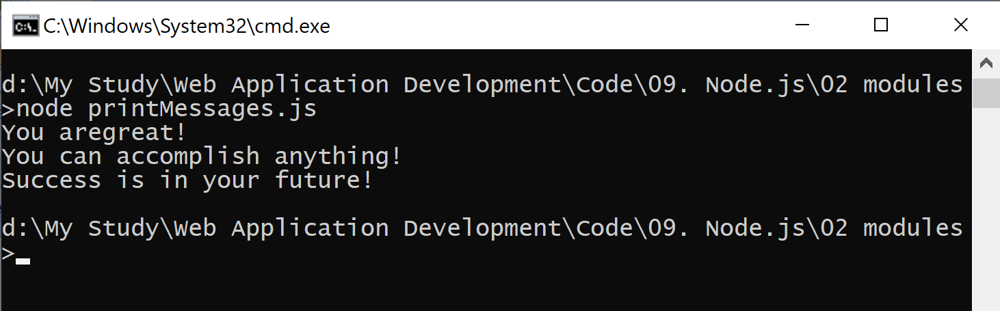 C:\Windows\System32\cmd.exe
d:\My Study\Web Application Development\Code\09. Node.js\02 modules
>node printMessages.js
You aregreat!
You can accomplish anything!
Success is in your future!
d:\My Study\Web Application Development\Code\09. Node.js\02 modules
>